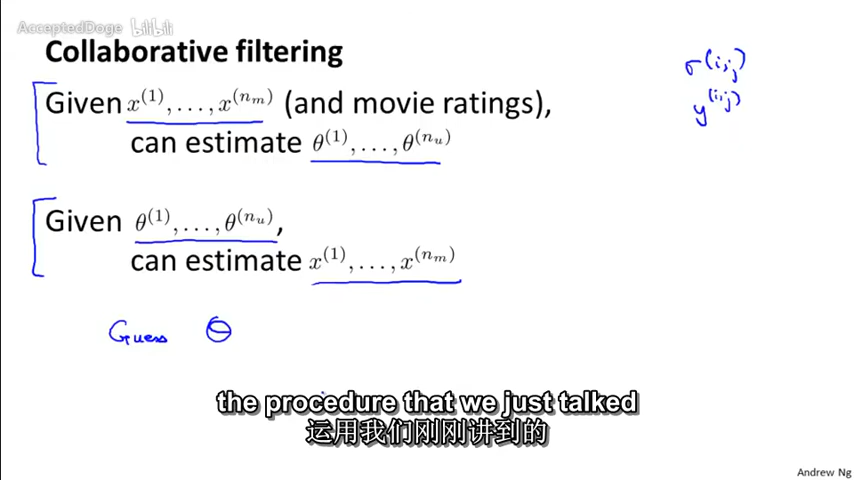 AcceptedDoge bilibili
Collaborative filtering
r(i,j)
y^{(i,j)}
Given x^{(1)}, . . . , x^{(n_m)} (and movie ratings),
can estimate θ^{(1)}, . . . , θ^{(n_u)}
Given θ^{(1)}, . . . , θ^{(n_u)},
can estimate x^{(1)}, . . . , x^{(n_m)}
Guess Θ
the procedure that we just talked
运用我们刚刚讲到的
Andrew Ng